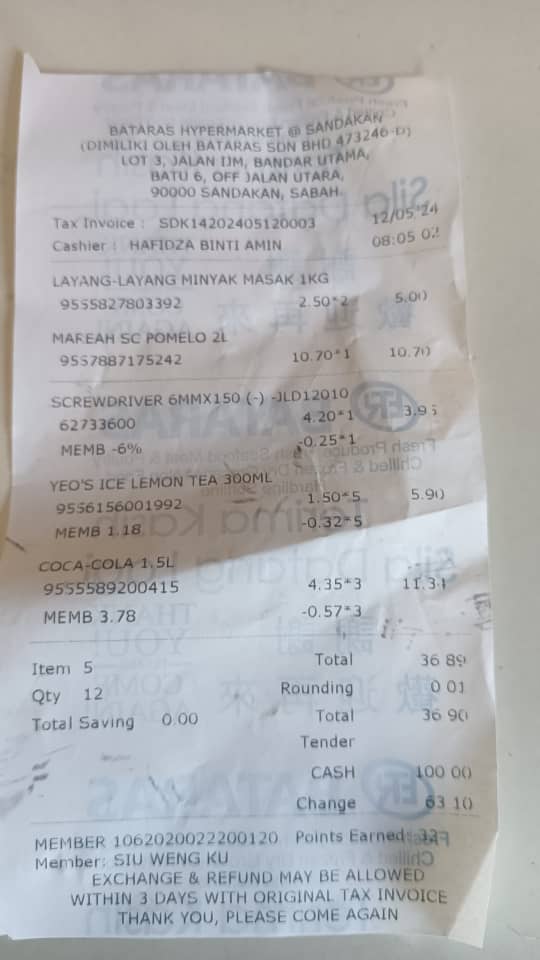 BATARAS HYPERMARKET @ SANDAKAN
(DIMILIKI OLEH BATARAS SDN BHD 473246-D)
LOT 3, JALAN IJM, BANDAR UTAMA,
BATU 6, OFF JALAN UTARA,
90000 SANDAKAN, SABAH
Tax Invoice : SDK14202405120003 12/05/24
Cashier : HAFIDZA BINTI AMIN 08:05 02
LAYANG-LAYANG MINYAK MASAK 1KG
9555827803392 2.50*2 5.00
MAREAH SC POMELO 2L
9557887175242 10.70*1 10.70
SCREWDRIVER 6MMX150 (-) -JLD12010
62733600 4.20*1 3.95
MEMB -6% -0.25*1
YEO'S ICE LEMON TEA 300ML
9556156001992 1.50*5 5.90
MEMB 1.18 -0.32*5
COCA-COLA 1.5L
9555589200415 4.35*3 11.34
MEMB 3.78 -0.57*3
Item 5 Total 36 89
Qty 12 Rounding 0 01
Total Saving 0.00 Total 36 90
Tender
CASH 100 00
Change 63 10
MEMBER 1062020022200120 Points Earned: 32
Member: SIU WENG KU
EXCHANGE & REFUND MAY BE ALLOWED
WITHIN 3 DAYS WITH ORIGINAL TAX INVOICE
THANK YOU, PLEASE COME AGAIN